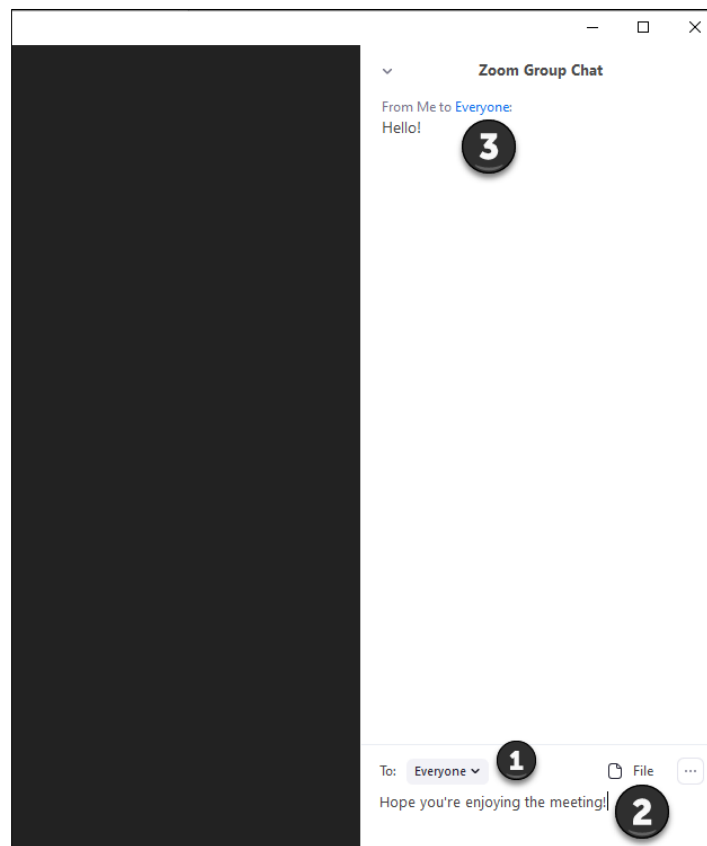 Zoom Group Chat
From Me to Everyone:
Hello!
3
To: Everyone
1
File
...
Hope you're enjoying the meeting!
2